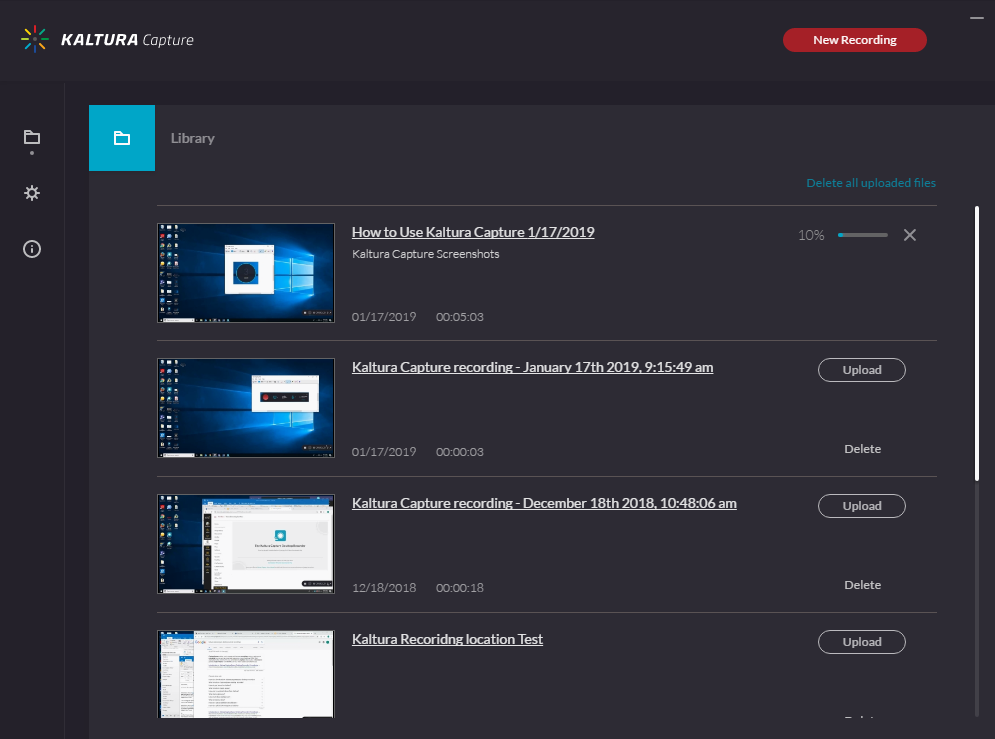 KALTURA Capture
New Recording
Library
Delete all uploaded files
How to Use Kaltura Capture 1/17/2019
10%
Kaltura Capture Screenshots
01/17/2019 00:05:03
Kaltura Capture recording - January 17th 2019, 9:15:49 am
Upload
01/17/2019 00:00:03
Delete
Kaltura Capture recording - December 18th 2018, 10:48:06 am
Upload
12/18/2018 00:00:18
Delete
Kaltura Recoridng location Test
Upload